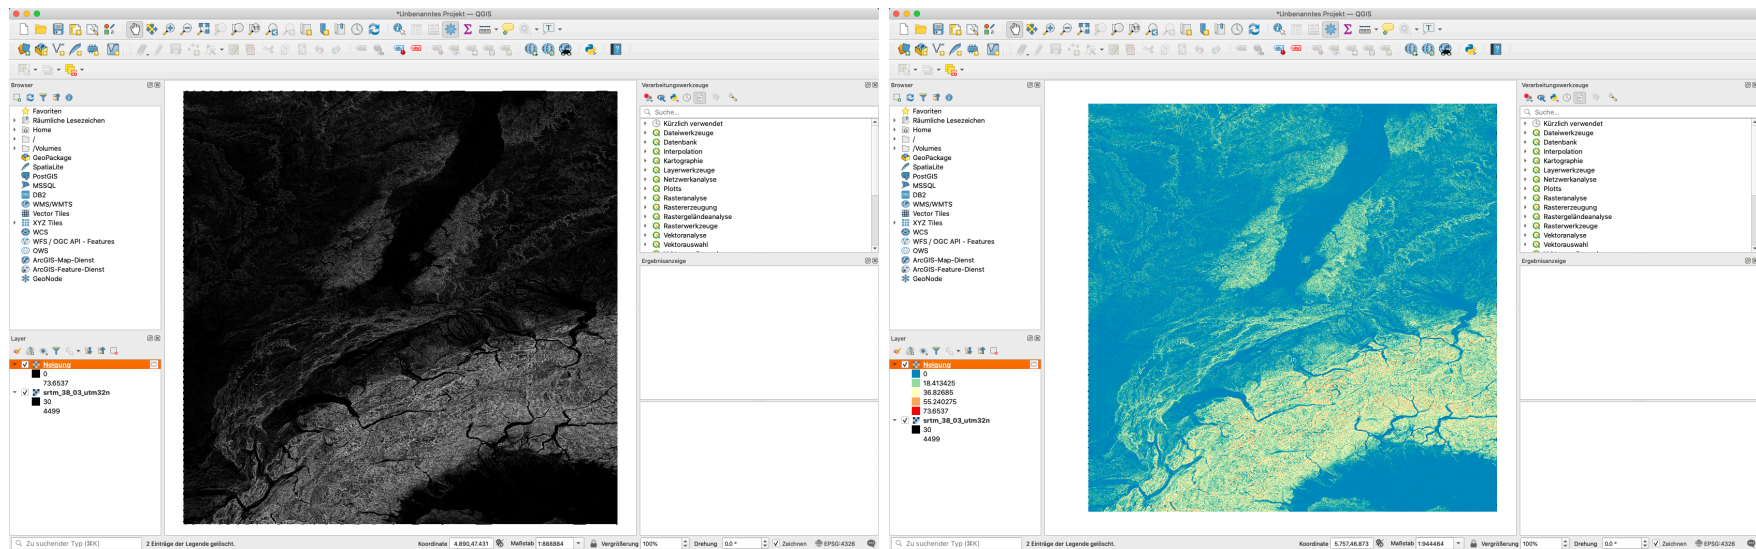 *Unbenanntes Projekt — QGIS
Browser
Favoriten
Räumliche Lesezeichen
Home
/
/Volumes
GeoPackage
SpatiaLite
PostGIS
MSSQL
DB2
WMS/WMTS
Vector Tiles
XYZ Tiles
WCS
WFS / OGC API - Features
OWS
ArcGIS-Map-Dienst
ArcGIS-Feature-Dienst
GeoNode
Layer
Neigung
0
73.6537
srtm_38_03_utm32n
30
4499
Verarbeitungswerkzeuge
Suche...
Kürzlich verwendet
Dateiwerkzeuge
Datenbank
Interpolation
Kartographie
Layerwerkzeuge
Netzwerkanalyse
Plotts
Rasteranalyse
Rastererzeugung
Rastergeländeanalyse
Rasterwerkzeuge
Vektoranalyse
Vektorauswahl
Ergebnisanzeige
Zu suchender Typ (⌘K) 2 Einträge der Legende gelöscht. Koordinate 4.890,47.431 Maßstab 1:888884 Vergrößerung 100% Drehung 0.0 ° Zeichnen EPSG:4326
*Unbenanntes Projekt — QGIS
Browser
Favoriten
Räumliche Lesezeichen
Home
/
/Volumes
GeoPackage
SpatiaLite
PostGIS
MSSQL
DB2
WMS/WMTS
Vector Tiles
XYZ Tiles
WCS
WFS / OGC API - Features
OWS
ArcGIS-Map-Dienst
ArcGIS-Feature-Dienst
GeoNode
Layer
Neigung
0
18.413425
36.82685
55.240275
73.6537
srtm_38_03_utm32n
30
4499
Verarbeitungswerkzeuge
Suche...
Kürzlich verwendet
Dateiwerkzeuge
Datenbank
Interpolation
Kartographie
Layerwerkzeuge
Netzwerkanalyse
Plotts
Rasteranalyse
Rastererzeugung
Rastergeländeanalyse
Rasterwerkzeuge
Vektoranalyse
Vektorauswahl
Ergebnisanzeige
Zu suchender Typ (⌘K) 2 Einträge der Legende gelöscht. Koordinate 5.757,46.873 Maßstab 1:944464 Vergrößerung 100% Drehung 0.0 ° Zeichnen EPSG:4326